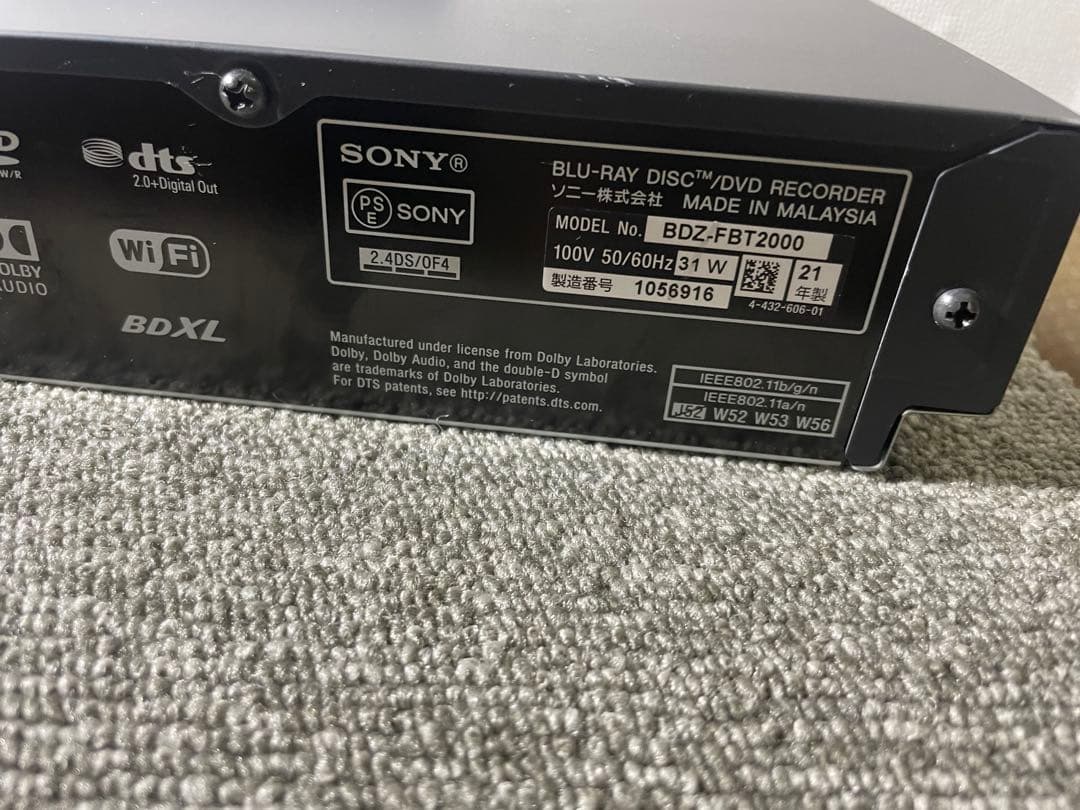 W/R
dts
2.0+Digital Out
DOLBY
AUDIO
Wi Fi
BDXL
SONY®
PS
E
SONY
2.4DS/OF4
BLU-RAY DISC™/DVD RECORDER
ソニー株式会社 MADE IN MALAYSIA
MODEL No. BDZ-FBT2000
100V 50/60Hz 31 W
21
年製
製造番号 1056916
4-432-606-01
Manufactured under license from Dolby Laboratories.
Dolby, Dolby Audio, and the double-D symbol
are trademarks of Dolby Laboratories.
For DTS patents, see http://patents.dts.com.
IEEE802.11b/g/n
IEEE802.11a/n
J52 W52 W53 W56